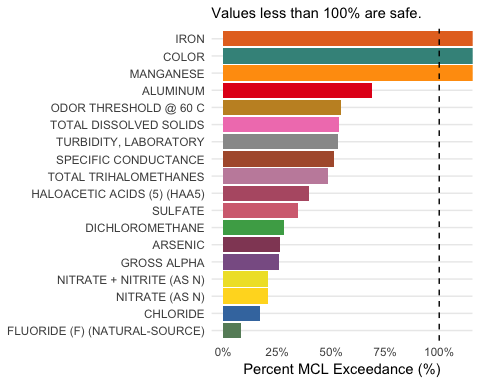 Values less than 100% are safe.
IRON
COLOR
MANGANESE
ALUMINUM
ODOR THRESHOLD @ 60 C
TOTAL DISSOLVED SOLIDS
TURBIDITY, LABORATORY
SPECIFIC CONDUCTANCE
TOTAL TRIHALOMETHANES
HALOACETIC ACIDS (5) (HAA5)
SULFATE
DICHLOROMETHANE
ARSENIC
GROSS ALPHA
NITRATE + NITRITE (AS N)
NITRATE (AS N)
CHLORIDE
FLUORIDE (F) (NATURAL-SOURCE)
0% 25% 50% 75% 100%
Percent MCL Exceedance (%)